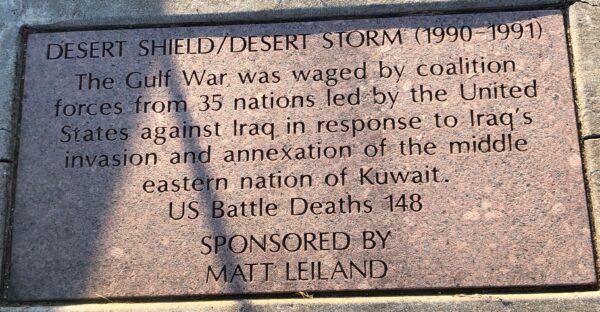 DESERT SHIELD/DESERT STORM (1990-1991)
The Gulf War was waged by coalition
forces from 35 nations led by the United
States against Iraq in response to Iraq's
invasion and annexation of the middle
eastern nation of Kuwait.
US Battle Deaths 148
SPONSORED BY
MATT LEILAND